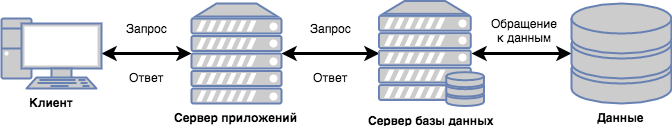 Запрос
Ответ
Запрос
Ответ
Обращение
к данным
Клиент
Сервер приложений
Сервер базы данных
Данные